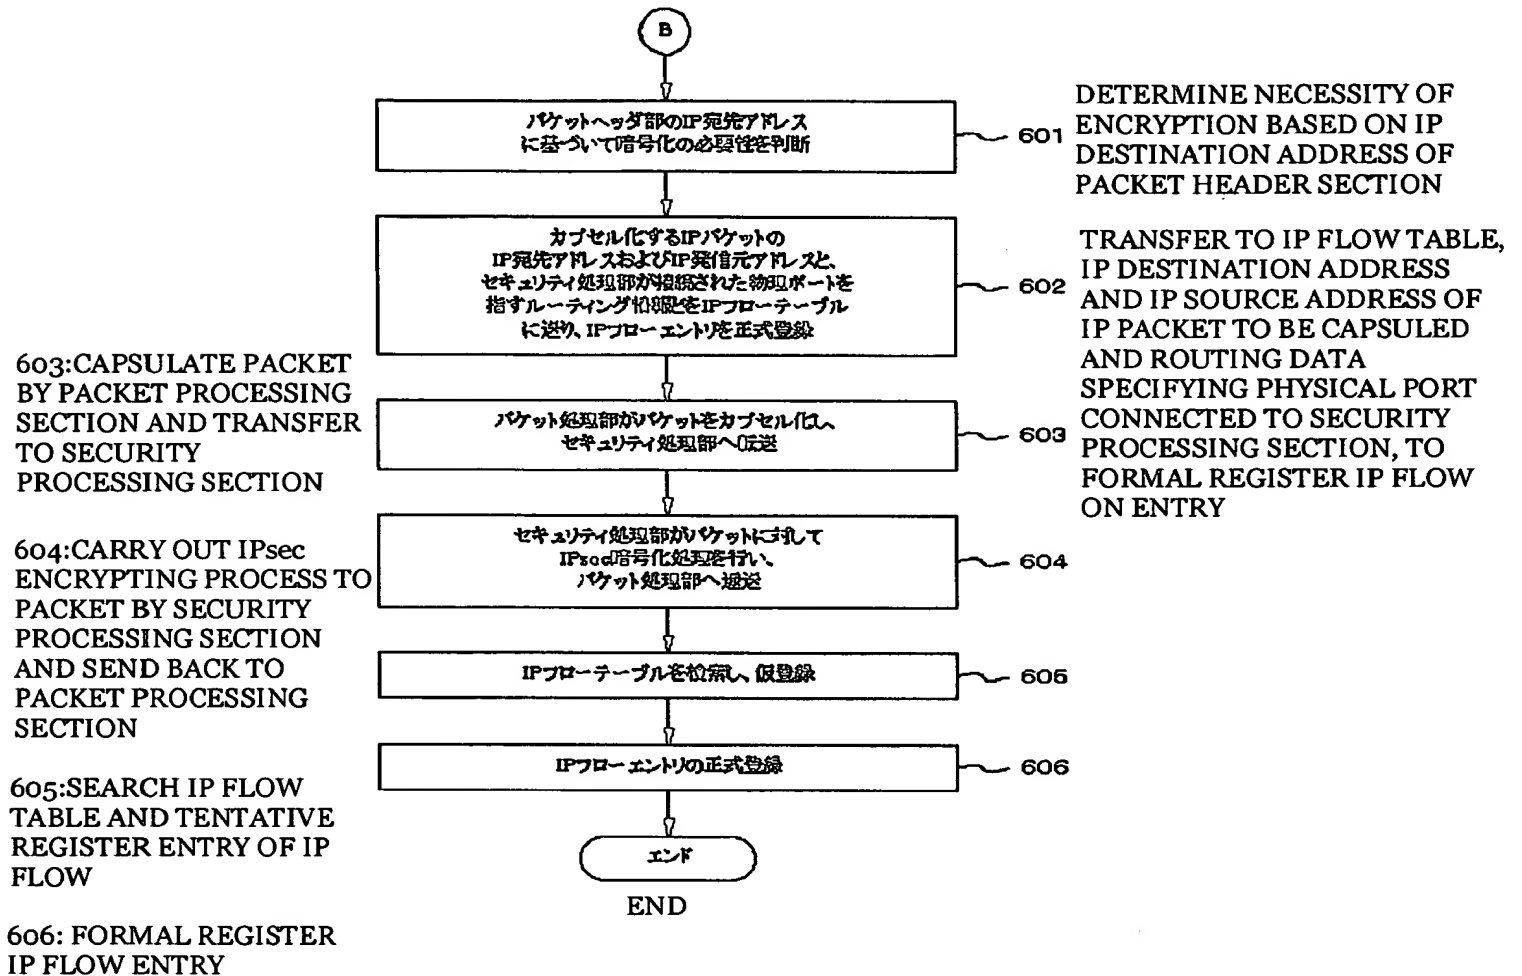 B
パケットヘッダ部のIP宛先アドレス
に基づいて暗号化の必要性を判断
601
DETERMINE NECESSITY OF
ENCRYPTION BASED ON IP
DESTINATION ADDRESS OF
PACKET HEADER SECTION
カプセル化するIPパケットの
IP宛先アドレスおよびIP発信元アドレスと、
セキュリティ処理部が接続された物理ポートを
指すルーティング情報とをIPフローテーブル
に送り、IPフローエントリを正式登録
602
TRANSFER TO IP FLOW TABLE,
IP DESTINATION ADDRESS
AND IP SOURCE ADDRESS OF
IP PACKET TO BE CAPSULED
AND ROUTING DATA
SPECIFYING PHYSICAL PORT
CONNECTED TO SECURITY
PROCESSING SECTION, TO
FORMAL REGISTER IP FLOW
ON ENTRY
603:CAPSULATE PACKET
BY PACKET PROCESSING
SECTION AND TRANSFER
TO SECURITY
PROCESSING SECTION
パケット処理部がパケットをカプセル化し、
セキュリティ処理部へ転送
603
604:CARRY OUT IPsec
ENCRYPTING PROCESS TO
PACKET BY SECURITY
PROCESSING SECTION
AND SEND BACK TO
PACKET PROCESSING
SECTION
セキュリティ処理部がパケットに対して
IPsec暗号化処理を行い、
パケット処理部へ返送
604
IPフローテーブルを検索し、仮登録
605
605:SEARCH IP FLOW
TABLE AND TENTATIVE
REGISTER ENTRY OF IP
FLOW
IPフローエントリの正式登録
606
エンド
END
606: FORMAL REGISTER
IP FLOW ENTRY